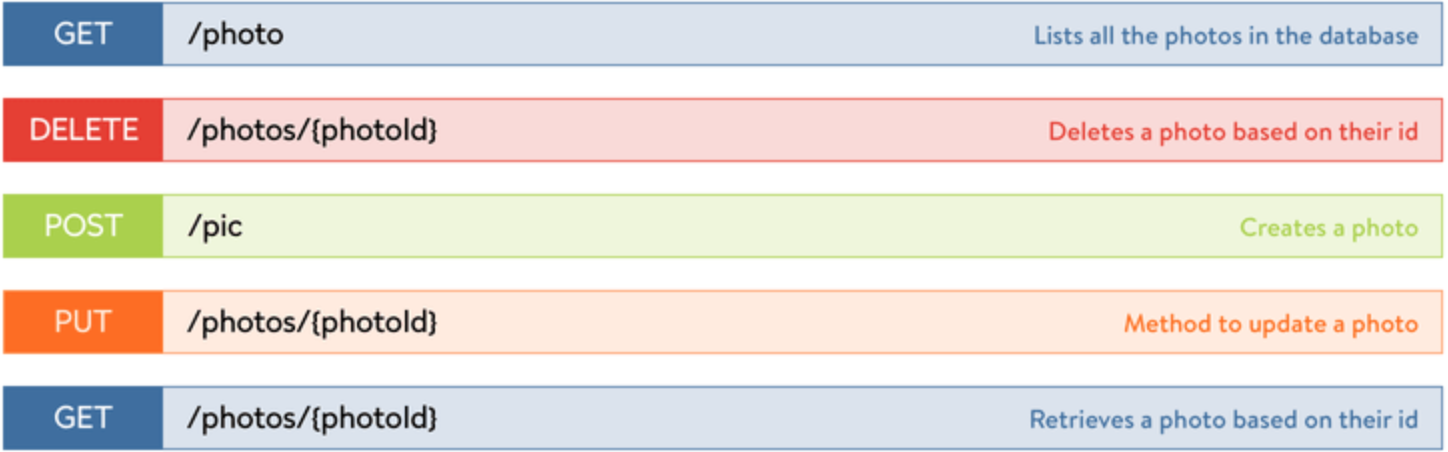 GET /photo Lists all the photos in the database
DELETE /photos/{photoId} Deletes a photo based on their id
POST /pic Creates a photo
PUT /photos/{photoId} Method to update a photo
GET /photos/{photoId} Retrieves a photo based on their id